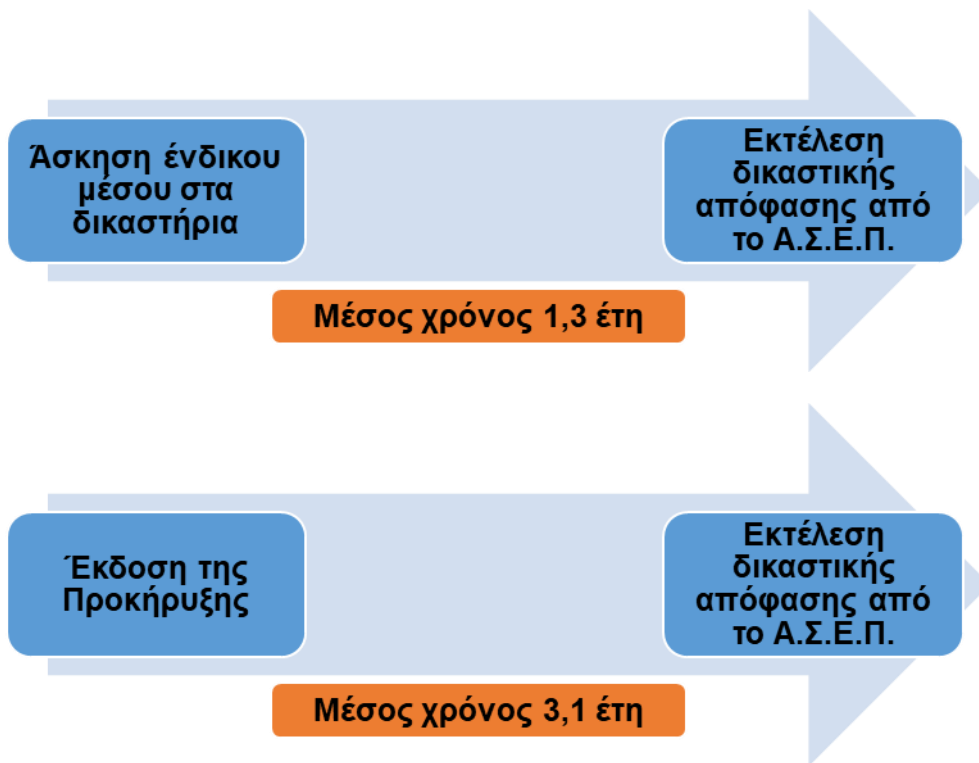 Άσκηση ένδικου
μέσου στα
δικαστήρια
Εκτέλεση
δικαστικής
απόφασης από
το Α.Σ.Ε.Π.
Μέσος χρόνος 1,3 έτη
Έκδοση της
Προκήρυξης
Εκτέλεση
δικαστικής
απόφασης από
το Α.Σ.Ε.Π.
Μέσος χρόνος 3,1 έτη